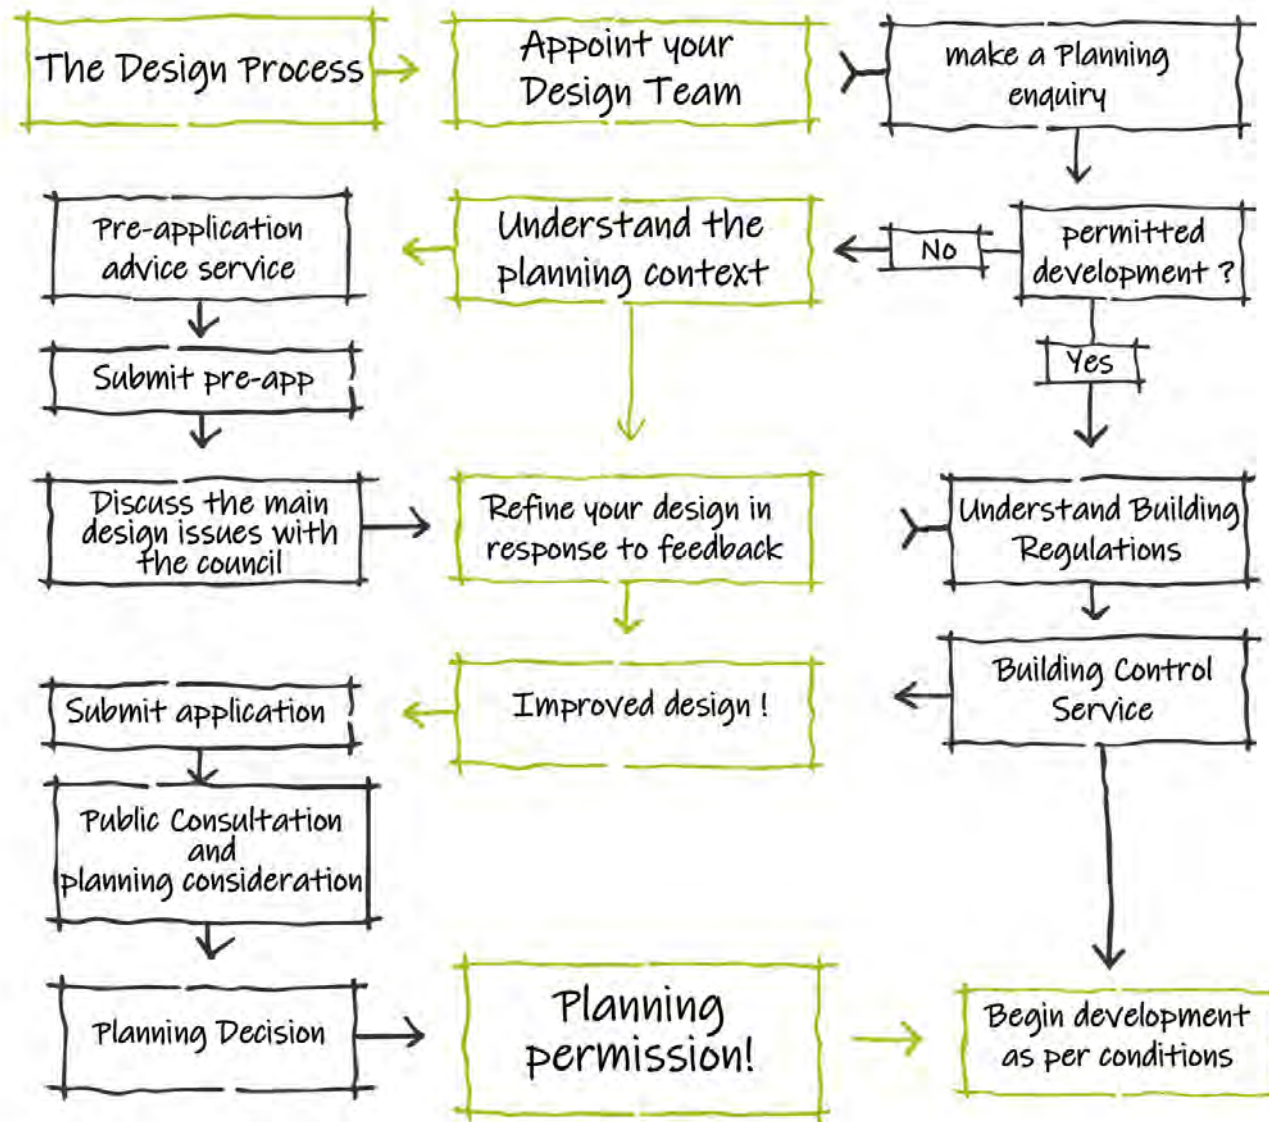 The Design Process
Appoint your
Design Team
make a Planning
enquiry
Pre-application
advice service
Understand the
planning context
No
permitted
development ?
Yes
Submit pre-app
Discuss the main
design issues with
the council
Refine your design in
response to feedback
Understand Building
Regulations
Submit application
Improved design !
Building Control
Service
Public Consultation
and
planning consideration
Planning Decision
Planning
permission!
Begin development
as per conditions